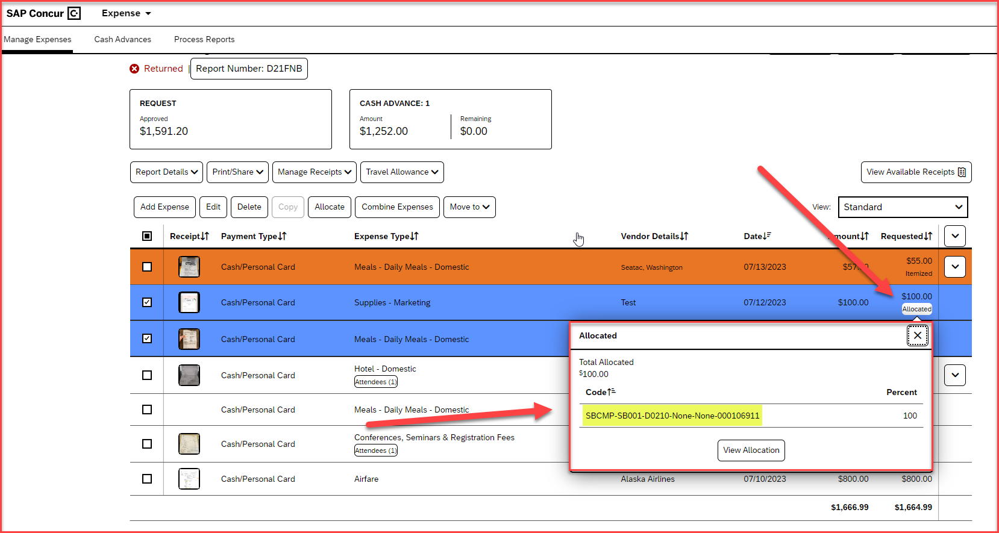 SAP Concur Expense
Manage Expenses Cash Advances Process Reports
Returned | Report Number: D21FNB
REQUEST
Approved
$1,591.20
CASH ADVANCE: 1
Amount Remaining
$1,252.00 $0.00
Report Details Print/Share Manage Receipts Travel Allowance View Available Receipts
Add Expense Edit Delete Copy Allocate Combine Expenses Move to View: Standard
Receipt Payment Type Expense Type Vendor Details Date mount Requested
Cash/Personal Card Meals - Daily Meals - Domestic Seatac, Washington 07/13/2023 $55.00
Itemized
Cash/Personal Card Supplies - Marketing Test 07/12/2023 $100.00 $100.00
Allocated
Cash/Personal Card Meals - Daily Meals - Domestic
Cash/Personal Card Hotel - Domestic
Attendees (1)
Cash/Personal Card Meals - Daily Meals - Domestic
Cash/Personal Card Conferences, Seminars & Registration Fees
Attendees (1)
Cash/Personal Card Airfare Alaska Airlines 07/10/2023 $800.00 $800.00
$1,666.99 $1,664.99
Allocated
Total Allocated
$100.00
Code Percent
SBCMP-SB001-D0210-None-None-000106911 100
View Allocation